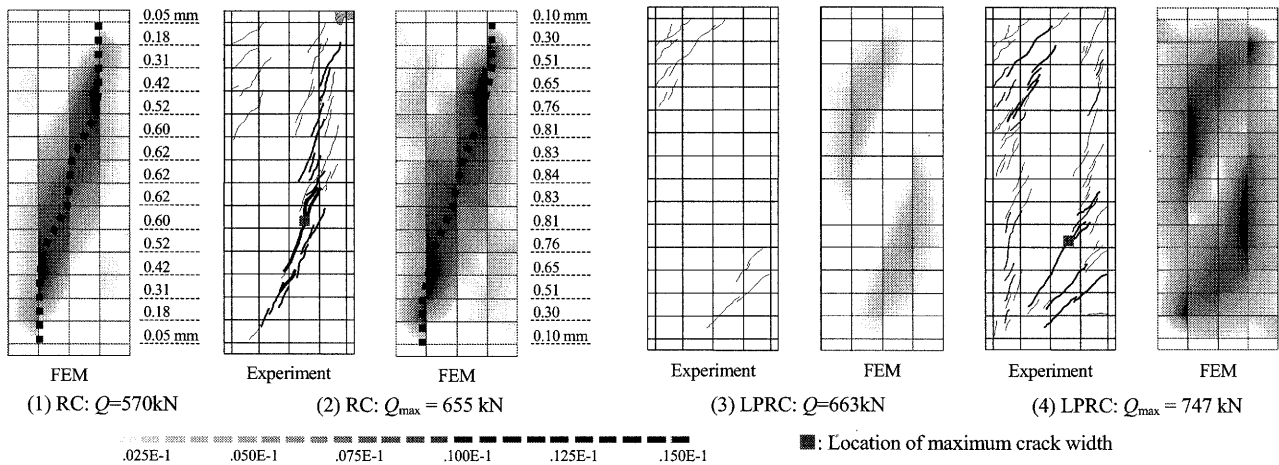 0.05 mm
0.18
0.31
0.42
0.52
0.60
0.62
0.62
0.62
0.60
0.52
0.42
0.31
0.18
0.05 mm
0.10 mm
0.30
0.51
0.65
0.76
0.81
0.83
0.84
0.83
0.81
0.76
0.65
0.51
0.30
0.10 mm
FEM
Experiment
FEM
Experiment
FEM
Experiment
FEM
(1) RC: Q=570kN
(2) RC: Qmax = 655 kN
(3) LPRC: Q=663kN
(4) LPRC: Qmax = 747 kN
.025E-1 .050E-1 .075E-1 .100E-1 .125E-1 .150E-1
: Location of maximum crack width